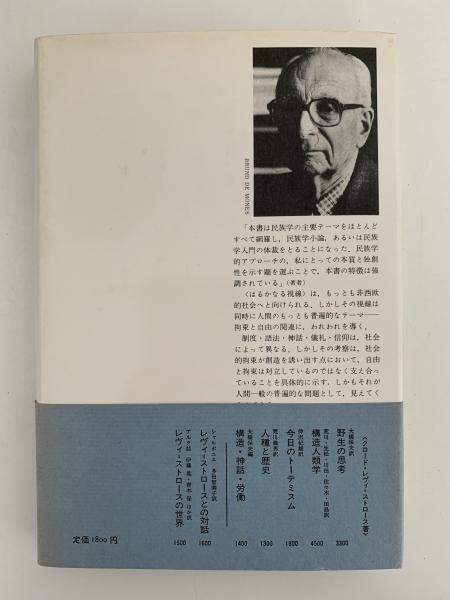 BRUNO DE MONES
「本書は民族学の主要テーマをほとんど
すべて網羅し，民族学小論，あるいは民族
学入門の体裁をとることになった．民族学
的アプローチの，私にとっての本質と独創
性を示す題を選ぶことで，本書の特徴は強
調されている」(著者)
〈はるかなる視線〉は，もっとも非西欧
的社会へと向けられる．しかしその視線は
同時に人間のもっとも普遍的なテーマ——
拘束と自由の関連に，われわれを導く．
制度・語法・神話・儀礼・信仰は，社会
によって異なる．しかしその考察は，社会
的拘束が創造を誘い出す点において，自由
と拘束は対立しているのではなく支え合っ
ていることを具体的に示す．しかもそれが
人間一般の普遍的な問題として，見えてく
〈クロード・レヴィ=ストロース著〉
大橋保夫訳
野生の思考 3300
荒川・生松・川田・佐々木・田島訳
構造人類学 4500
仲沢紀雄訳
今日のトーテミスム 1800
荒川幾男訳
人種と歴史 1300
大橋保夫編
構造・神話・労働 1400
シャルボニエ 多田智満子訳
レヴィ=ストロースとの対話 1600
アルク誌 伊藤晃・青木保ほか訳
レヴィ=ストロースの世界 1500
定価1800円